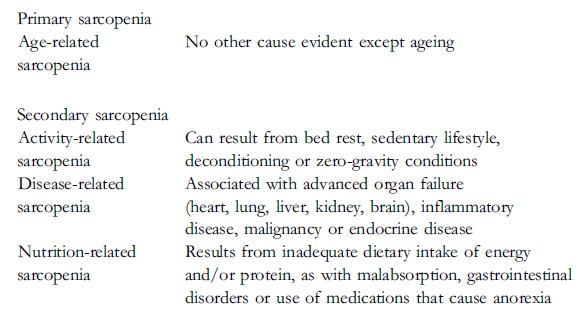 Primary sarcopenia
Age-related No other cause evident except ageing
sarcopenia
Secondary sarcopenia
Activity-related Can result from bed rest, sedentary lifestyle,
sarcopenia deconditioning or zero-gravity conditions
Disease-related Associated with advanced organ failure
sarcopenia (heart, lung, liver, kidney, brain), inflammatory
disease, malignancy or endocrine disease
Nutrition-related Results from inadequate dietary intake of energy
sarcopenia and/or protein, as with malabsorption, gastrointestinal
disorders or use of medications that cause anorexia